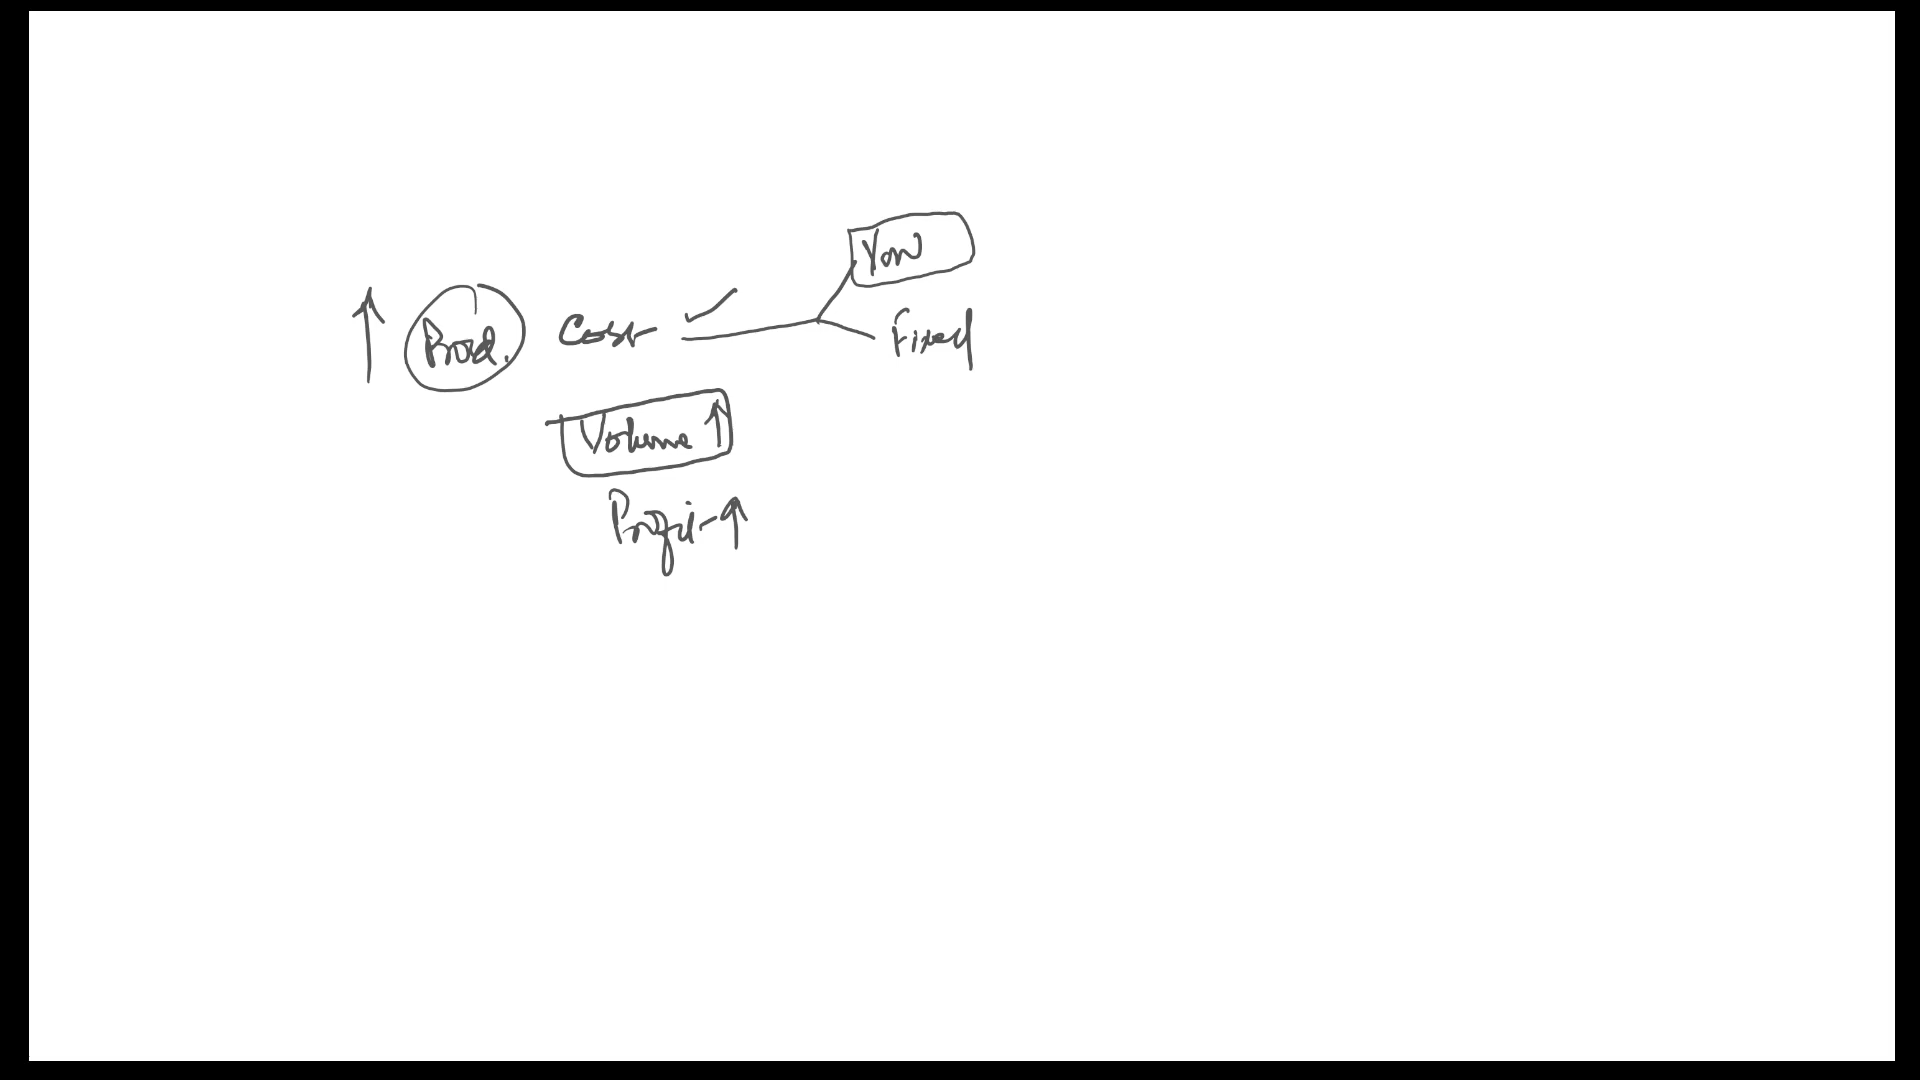 Var
↑ Prod. Cost ✓
Fixed
Volume ↑
Profit ↑